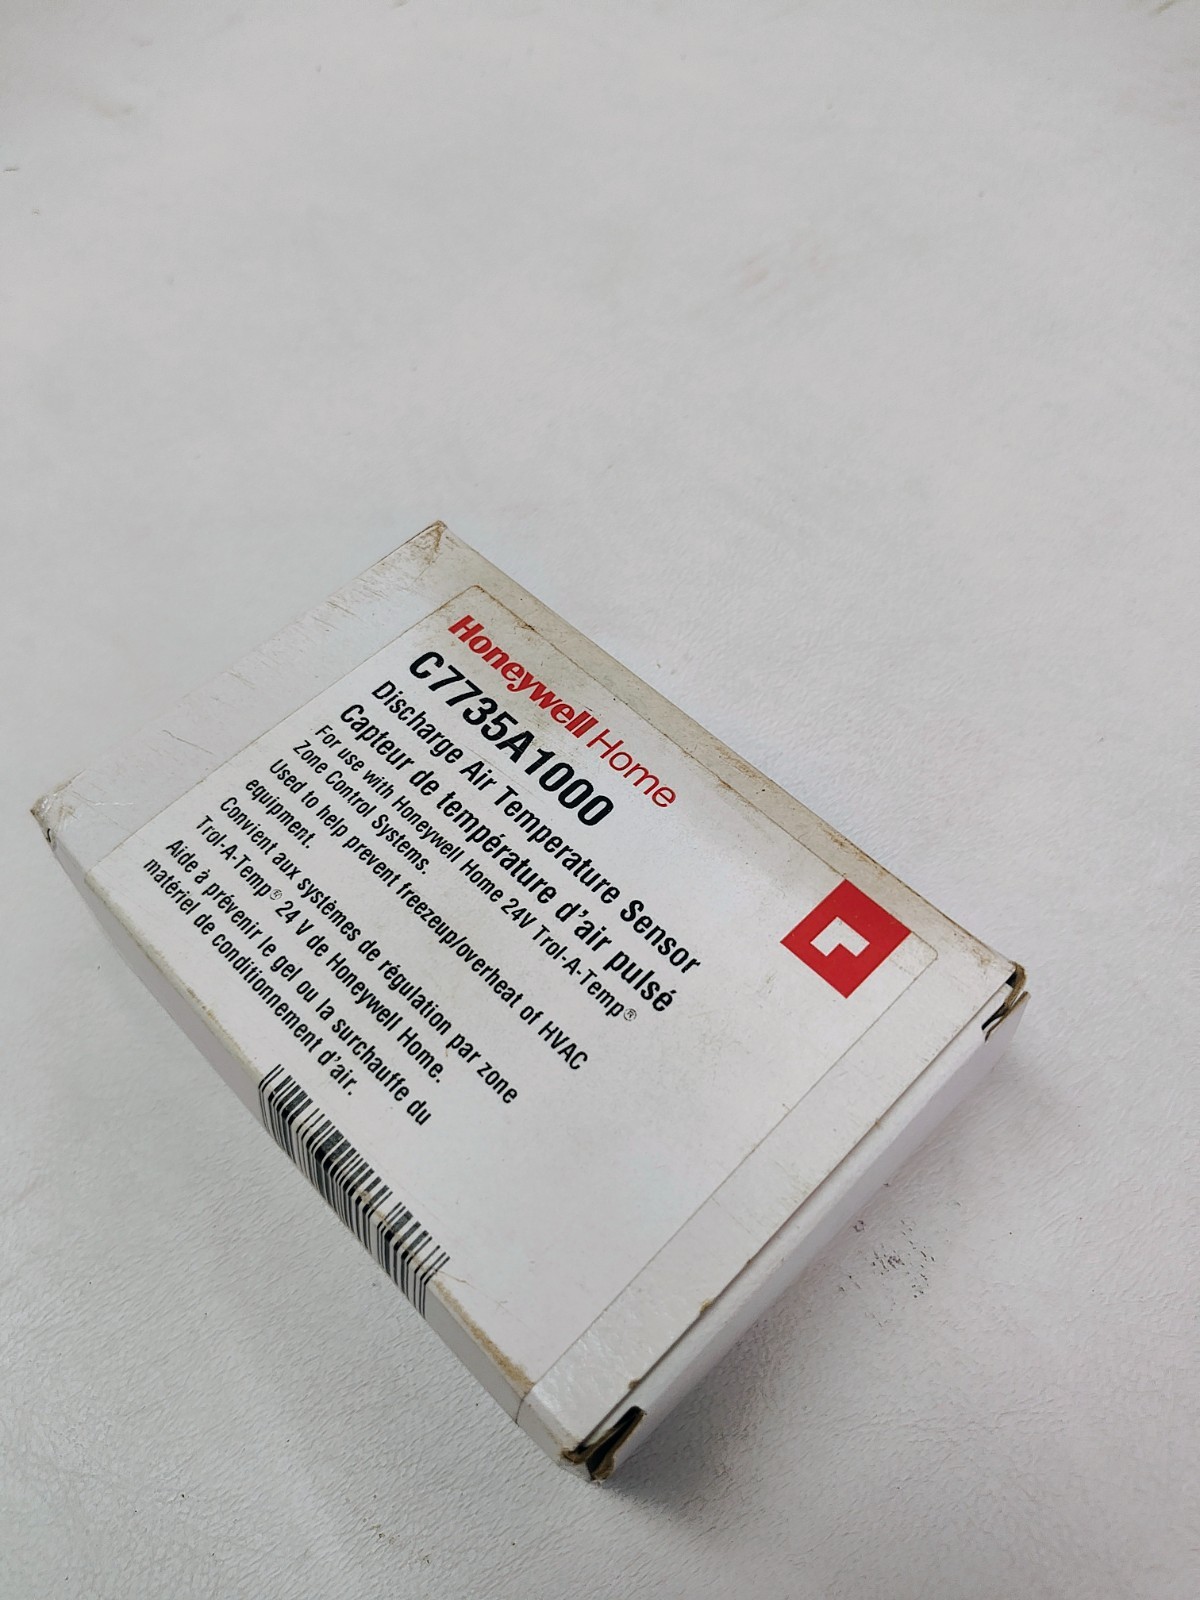 Honeywell Home
C7735A1000
Discharge Air Temperature Sensor
Capteur de température d'air pulsé
For use with Honeywell Home 24V Trol-A-Temp®
Zone Control Systems.
Used to help prevent freezeup/overheat of HVAC
equipment.
Convient aux systèmes de régulation par zone
Trol-A-Temp® 24 V de Honeywell Home.
Aide à prévenir le gel ou la surchauffe du
matériel de conditionnement d'air.